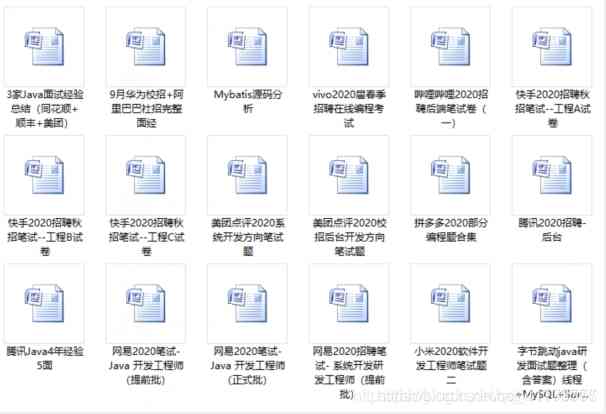 3家Java面试经验
总结（同花顺+
顺丰+美团）
9月华为校招+阿
里巴巴社招完整
面经
Mybatis源码分
析
vivo2020届春季
招聘在线编程考
试
哔哩哔哩2020招
聘后端笔试卷（
一）
快手2020招聘秋
招笔试--工程A试
卷
快手2020招聘秋
招笔试--工程B试
卷
快手2020招聘秋
招笔试--工程C试
卷
美团点评2020系
统开发方向笔试
题
美团点评2020校
招后台开发方向
笔试题
拼多多2020部分
编程题合集
腾讯2020招聘-
后台
腾讯Java4年经验
5面
网易2020笔试-
Java 开发工程师
(提前批)
网易2020笔试-
Java 开发工程师
(正式批)
网易2020招聘笔
试- 系统开发研
发工程师（提前
批）
小米2020软件开
发工程师笔试题
二
字节跳动java研
发面试题整理（
含答案）线程